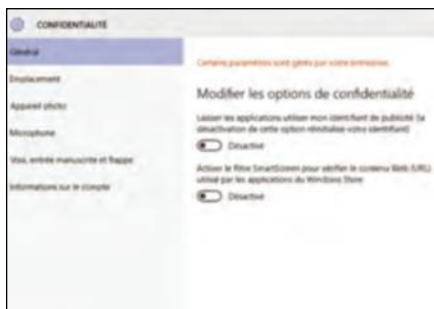 CONFIDENTIALITÉ
Général
Emplacement
Appareil photo
Microphone
Voix, entrée manuscrite et frappe
Informations sur le compte
Certains paramètres sont gérés par votre entreprise.
Modifier les options de confidentialité
Laisser les applications utiliser mon identifiant de publicité (la
désactivation de cette option réinitialise votre identifiant)
Désactivé
Activer le filtre SmartScreen pour vérifier le contenu Web (URL)
utilisé par les applications du Windows Store
Désactivé